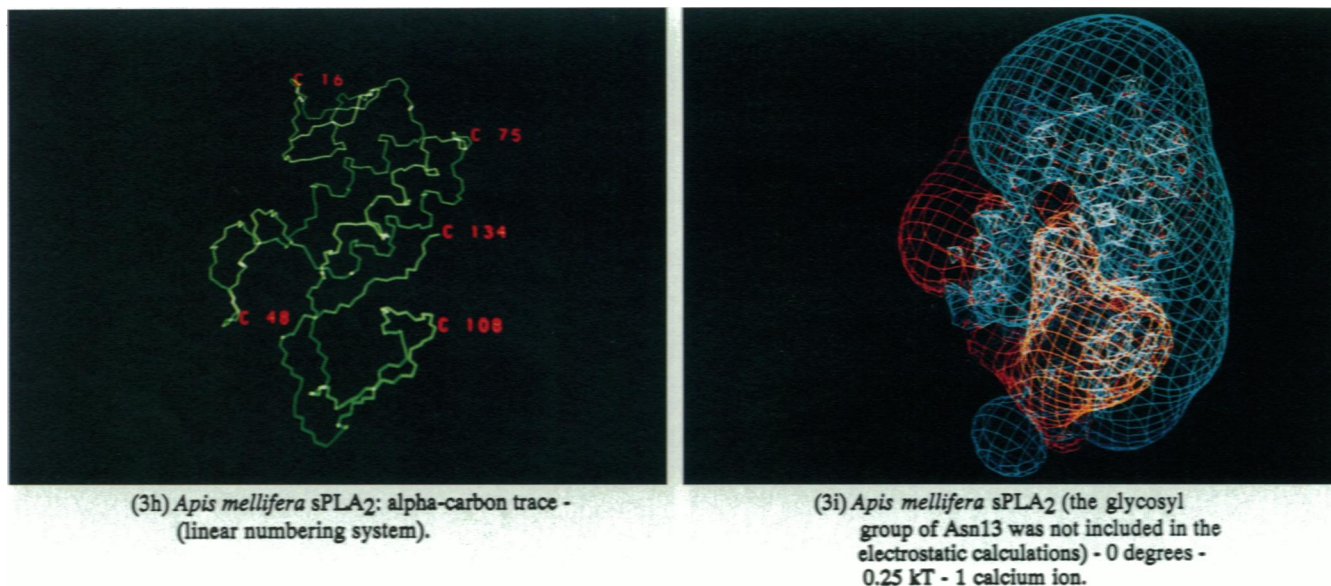 C 16
C 75
C 134
C 48
C 108
(3h) Apis mellifera sPLA2: alpha-carbon trace -
(linear numbering system).
(3i) Apis mellifera sPLA2 (the glycosyl
group of Asn13 was not included in the
electrostatic calculations) - 0 degrees -
0.25 kT - 1 calcium ion.